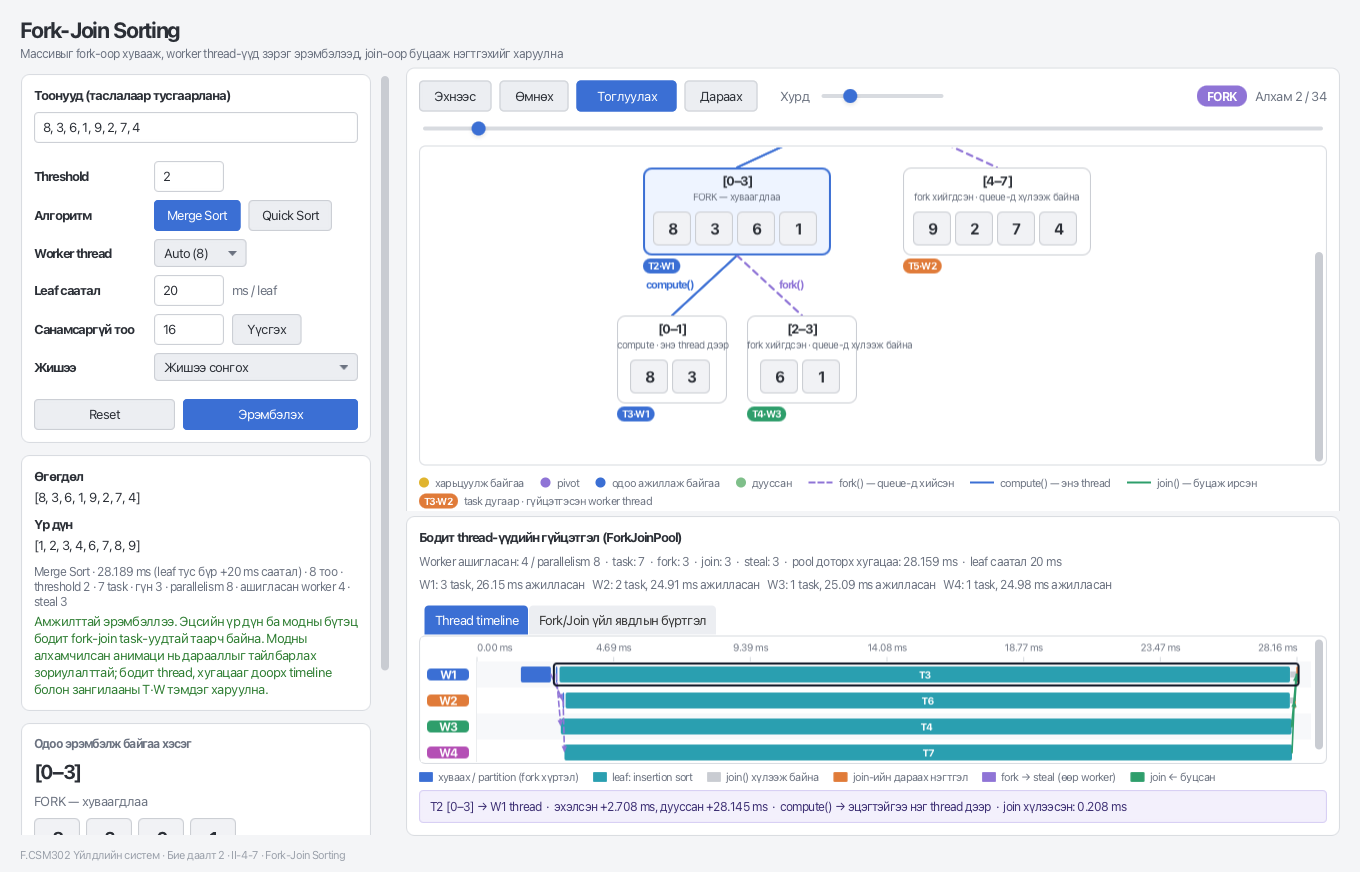 Fork-Join Sorting
Массивыг fork-оор хувааж, worker thread-үүд зэрэг эрэмбэлээд, join-оор буцааж нэгтгэхийг харуулна
Тоонууд (таслалаар тусгаарлана)
8, 3, 6, 1, 9, 2, 7, 4
Threshold
2
Алгоритм
Merge Sort
Quick Sort
Worker thread
Auto (8)
Leaf саатал
20
ms / leaf
Санамсаргүй тоо
16
Үүсгэх
Жишээ
Жишээ сонгох
Reset
Эрэмбэлэх
Өгөгдөл
[8, 3, 6, 1, 9, 2, 7, 4]
Үр дүн
[1, 2, 3, 4, 6, 7, 8, 9]
Merge Sort · 28.189 ms (leaf тус бүр +20 ms саатал) · 8 тоо ·
threshold 2 · 7 task · гүн 3 · parallelism 8 · ашигласан worker 4 ·
steal 3
Амжилттай эрэмбэллээ. Эцсийн үр дүн ба модны бүтэц
бодит fork-join task-уудтай таарч байна. Модны
алхамчилсан анимаци нь дарааллыг тайлбарлах
зориулалттай; бодит thread, хугацааг доорх timeline
болон зангилааны T·W тэмдэг харуулна.
Одоо эрэмбэлж байгаа хэсэг
[0–3]
FORK — хуваагдлаа
Эхнээс
Өмнөх
Тоглуулах
Дараах
Хурд
FORK
Алхам 2 / 34
[0–3]
FORK — хуваагдлаа
8 3 6 1
T2·W1
[4–7]
fork хийгдсэн · queue-д хүлээж байна
9 2 7 4
T5·W2
compute()
fork()
[0–1]
compute · энэ thread дээр
8 3
T3·W1
[2–3]
fork хийгдсэн · queue-д хүлээж байна
6 1
T4·W3
харьцуулж байгаа
pivot
одоо ажиллаж байгаа
дууссан
fork() — queue-д хийсэн
compute() — энэ thread
join() — буцаж ирсэн
T3·W2 task дугаар · гүйцэтгэсэн worker thread
Бодит thread-үүдийн гүйцэтгэл (ForkJoinPool)
Worker ашигласан: 4 / parallelism 8 · task: 7 · fork: 3 · join: 3 · steal: 3 · pool доторх хугацаа: 28.159 ms · leaf саатал 20 ms
W1: 3 task, 26.15 ms ажилласан W2: 2 task, 24.91 ms ажилласан W3: 1 task, 25.09 ms ажилласан W4: 1 task, 24.98 ms ажилласан
Thread timeline
Fork/Join үйл явдлын бүртгэл
0.00 ms 4.69 ms 9.39 ms 14.08 ms 18.77 ms 23.47 ms 28.16 ms
W1 T3
W2 T6
W3 T4
W4 T7
хуваах / partition (fork хүртэл)
leaf: insertion sort
join() хүлээж байна
join-ийн дараах нэгтгэл
fork → steal (өөр worker)
join ← буцсан
T2 [0–3] → W1 thread · эхэлсэн +2.708 ms, дууссан +28.145 ms · compute() → эцэгтэйгээ нэг thread дээр · join хүлээсэн: 0.208 ms
F.CSM302 Үйлдлийн систем · Бие даалт 2 · II-4-7 · Fork-Join Sorting